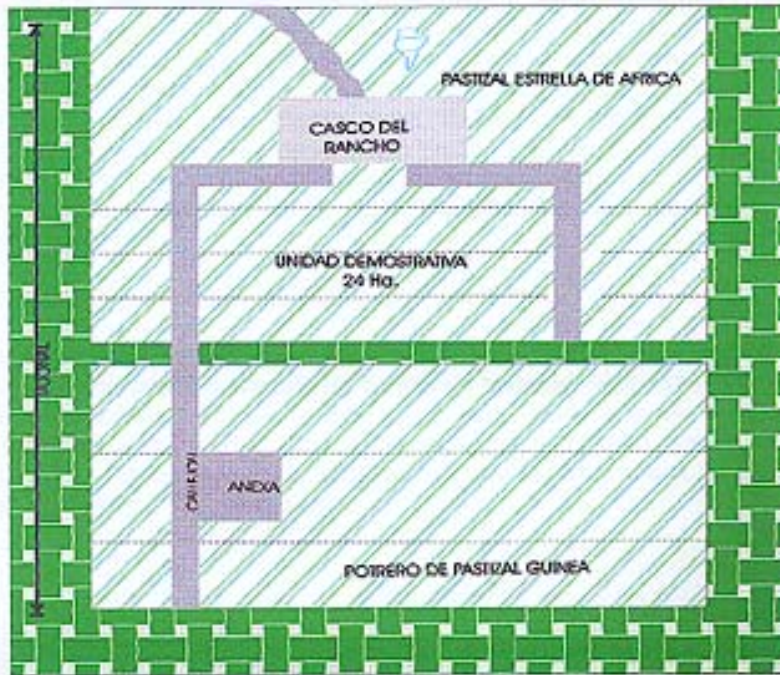 PASTIZAL ESTRELLA DE AFRICA
CASCO DEL
RANCHO
UNIDAD DEMOSTRATIVA
24 Ha.
ANEXA
POTRERO DE PASTIZAL GUINEA